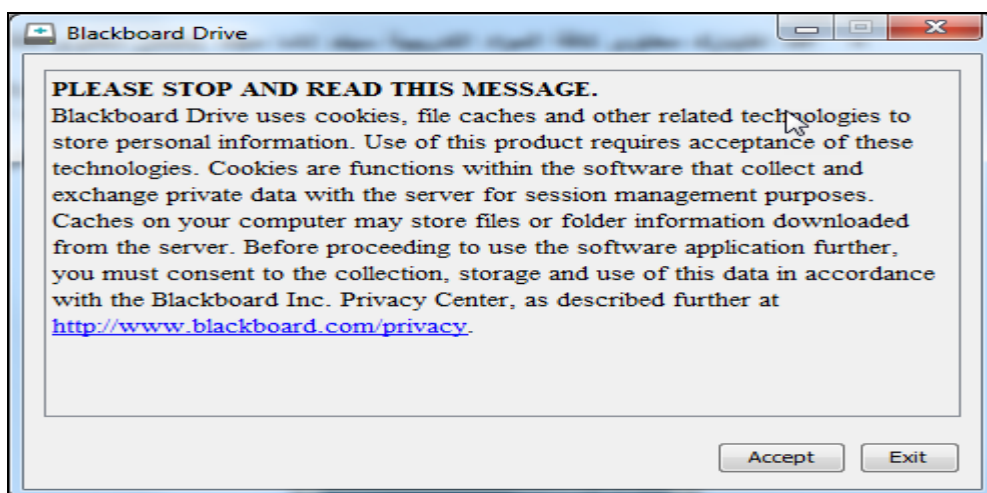 Blackboard Drive
PLEASE STOP AND READ THIS MESSAGE.
Blackboard Drive uses cookies, file caches and other related technologies to
store personal information. Use of this product requires acceptance of these
technologies. Cookies are functions within the software that collect and
exchange private data with the server for session management purposes.
Caches on your computer may store files or folder information downloaded
from the server. Before proceeding to use the software application further,
you must consent to the collection, storage and use of this data in accordance
with the Blackboard Inc. Privacy Center, as described further at
http://www.blackboard.com/privacy.
Accept Exit